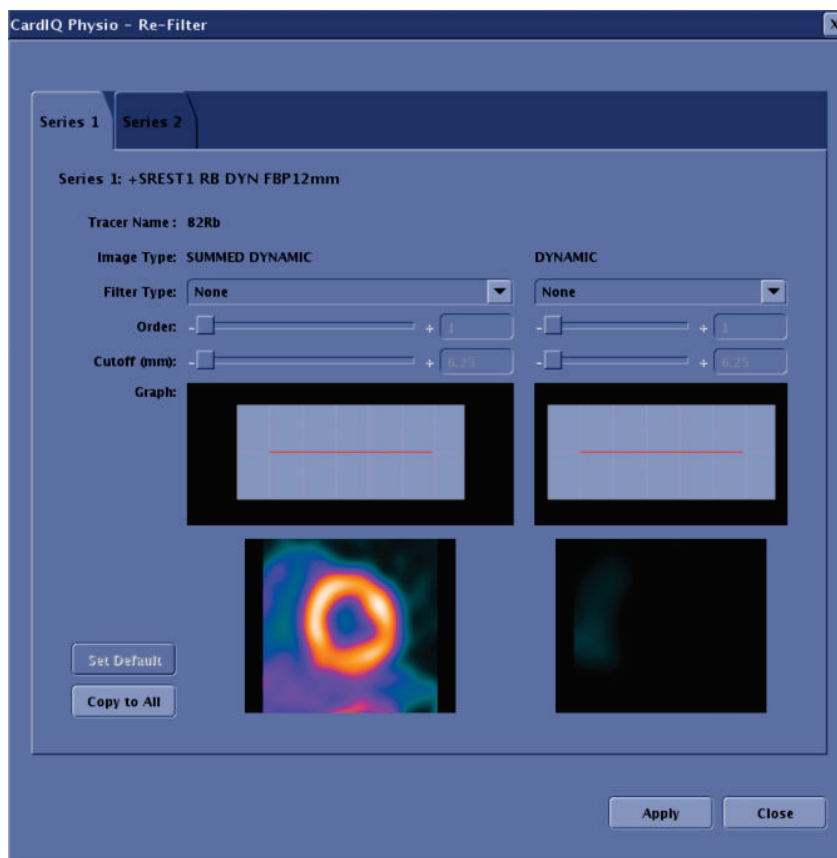 CardIQ Physio - Re-Filter X
Series 1 Series 2
Series 1: +SREST1 RB DYN FBP12mm
Tracer Name : 82Rb
Image Type: SUMMED DYNAMIC DYNAMIC
Filter Type: None None
Order: - + 1 - + 1
Cutoff (mm): - + 6.25 - + 6.25
Graph:
Set Default
Copy to All
Apply Close